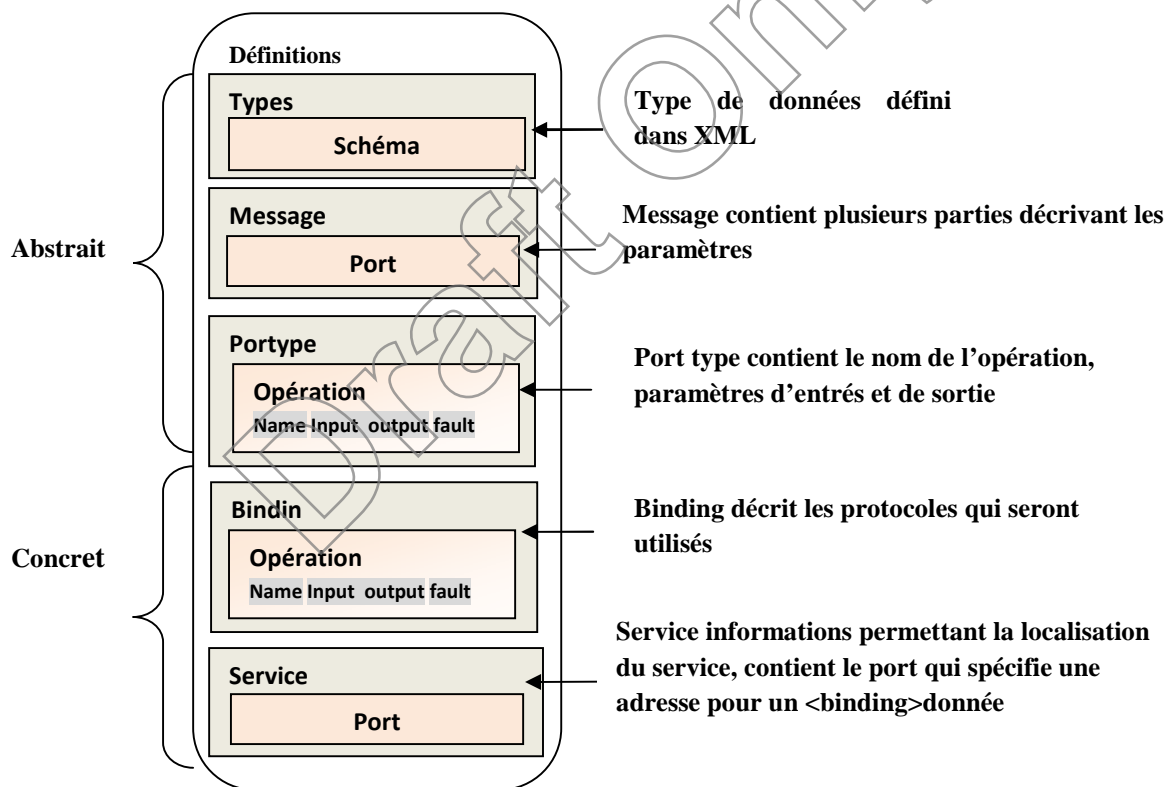 Définitions
Types
Schéma
Type de données défini
dans XML
Abstrait
Message
Port
Message contient plusieurs parties décrivant les
paramètres
Portype
Opération
Name Input output fault
Port type contient le nom de l’opération,
paramètres d’entrés et de sortie
Concret
Bindin
Opération
Name Input output fault
Binding décrit les protocoles qui seront
utilisés
Service
Port
Service informations permettant la localisation
du service, contient le port qui spécifie une
adresse pour un <binding>donnée
Draft On